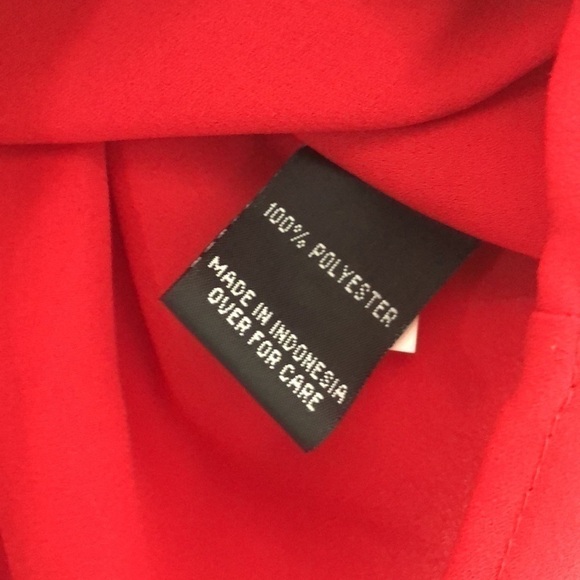 100% POLYESTER
MADE IN INDONESIA
OVER FOR CARE